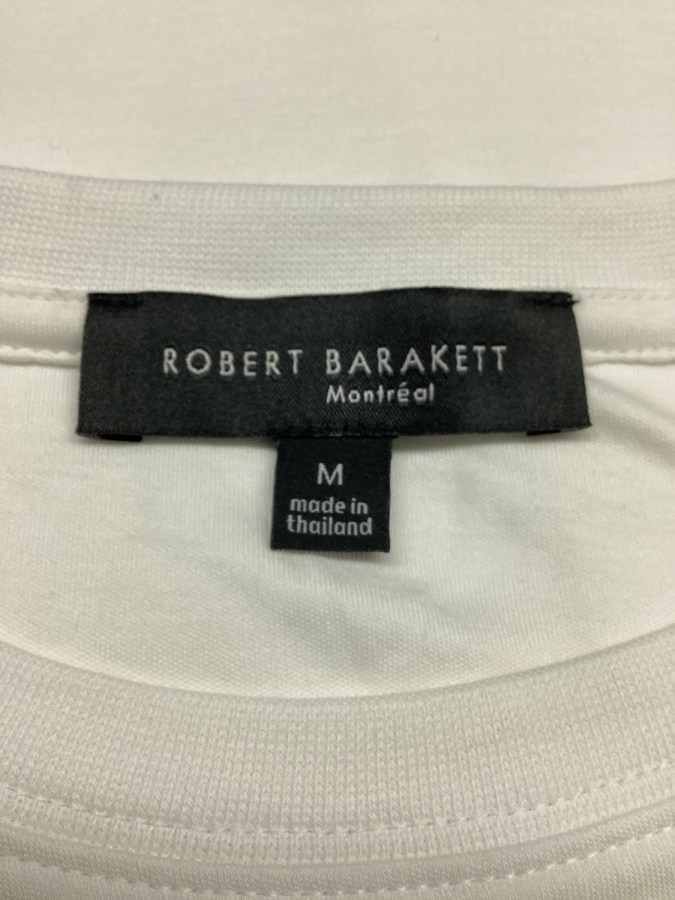 ROBERT BARAKETT
Montréal
M
made in
thailand